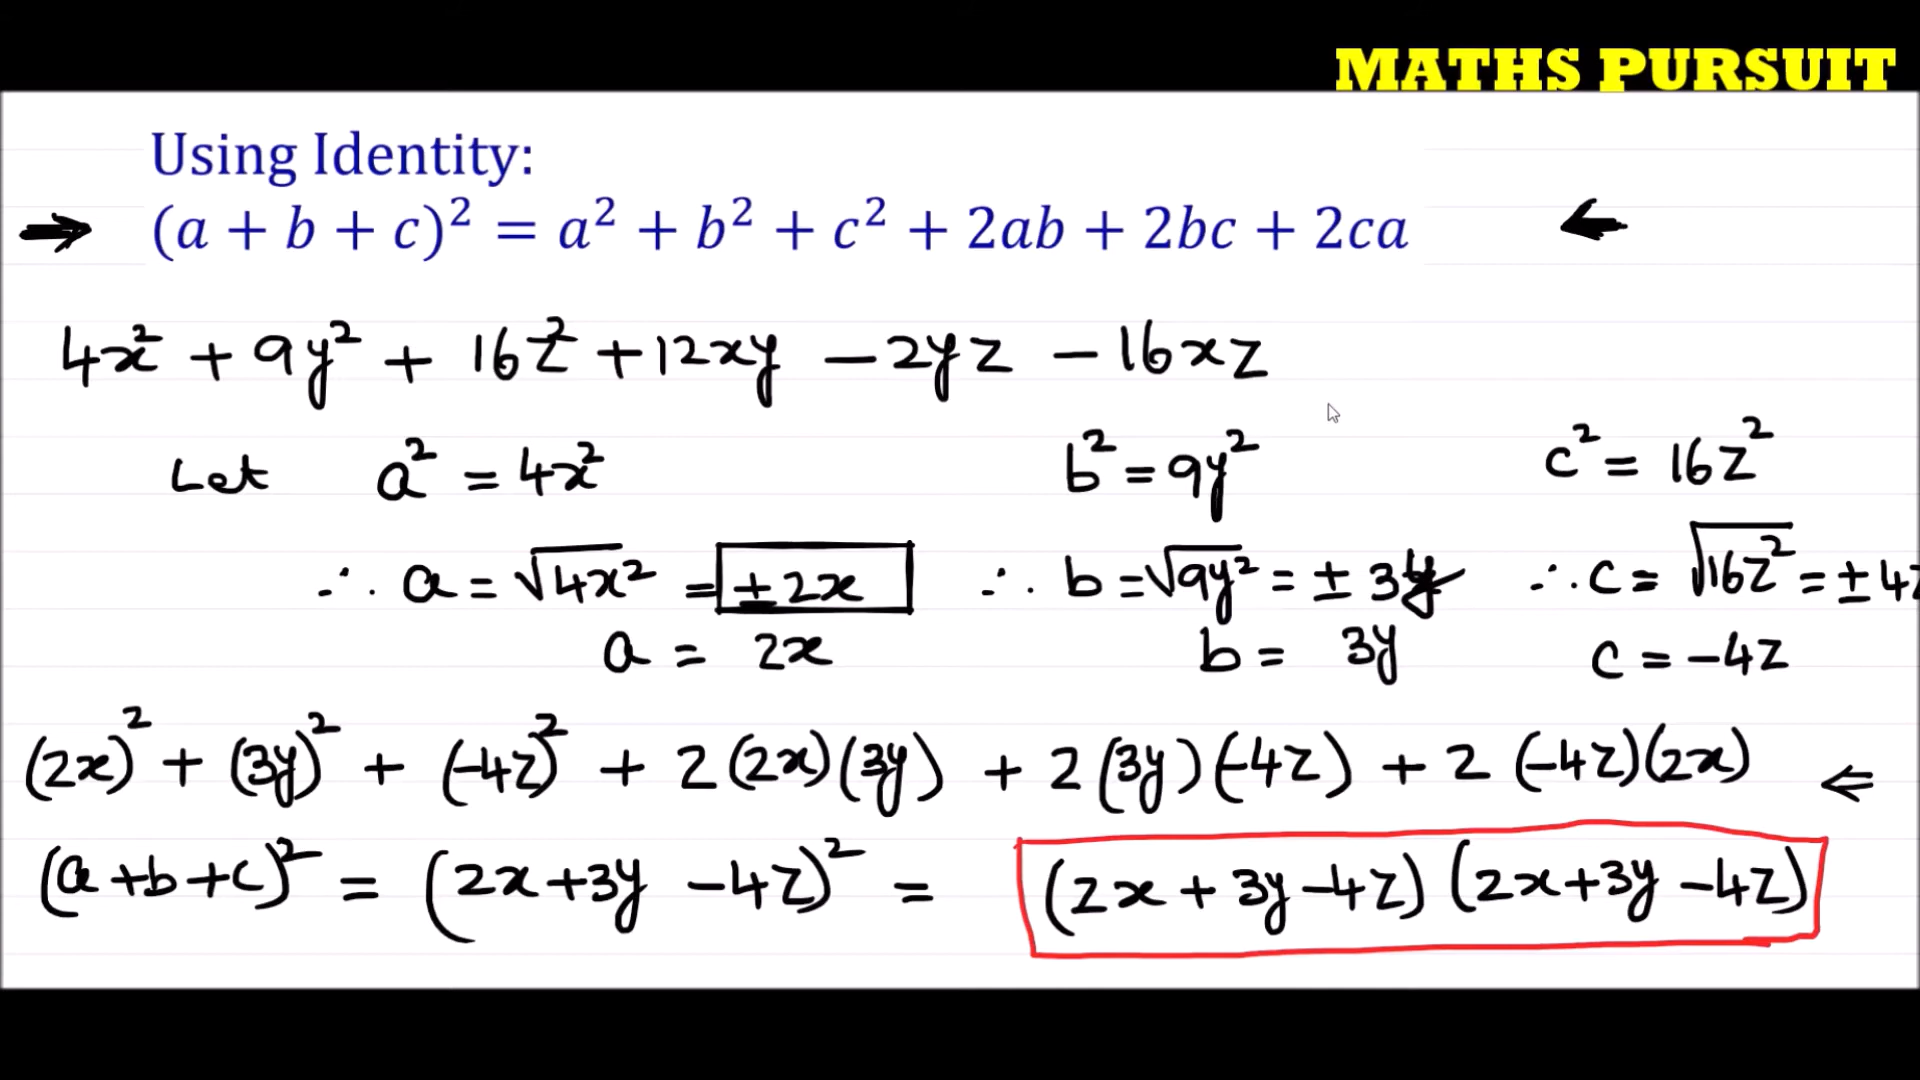 MATHS PURSUIT
Using Identity:
(a + b + c)² = a² + b² + c² + 2ab + 2bc + 2ca
4x² + 9y² + 16z² + 12xy − 2yz − 16xz
Let a² = 4x² b² = 9y² c² = 16z²
∴ a = √4x² = ± 2x ∴ b = √9y² = ± 3y ∴ c = √16z² = ± 4z
a = 2x b = 3y c = −4z
(2x)² + (3y)² + (−4z)² + 2(2x)(3y) + 2(3y)(−4z) + 2(−4z)(2x) ⇐
(a+b+c)² = (2x+3y −4z)² = (2x + 3y −4z) (2x+3y −4z)